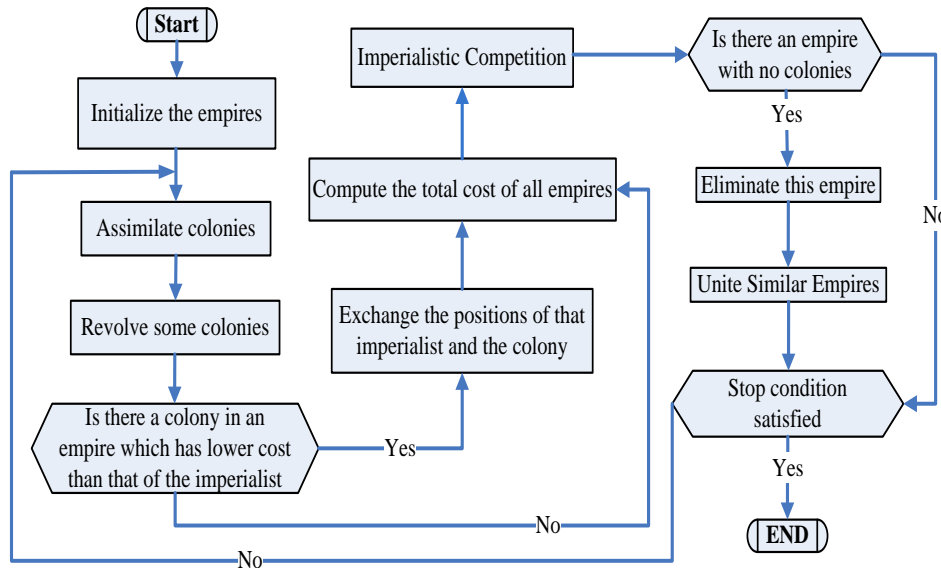 Start
Initialize the empires
Assimilate colonies
Revolve some colonies
Is there a colony in an
empire which has lower cost
than that of the imperialist
Yes
No
Exchange the positions of that
imperialist and the colony
Compute the total cost of all empires
Imperialistic Competition
Is there an empire
with no colonies
Yes
No
Eliminate this empire
Unite Similar Empires
Stop condition
satisfied
Yes
No
END